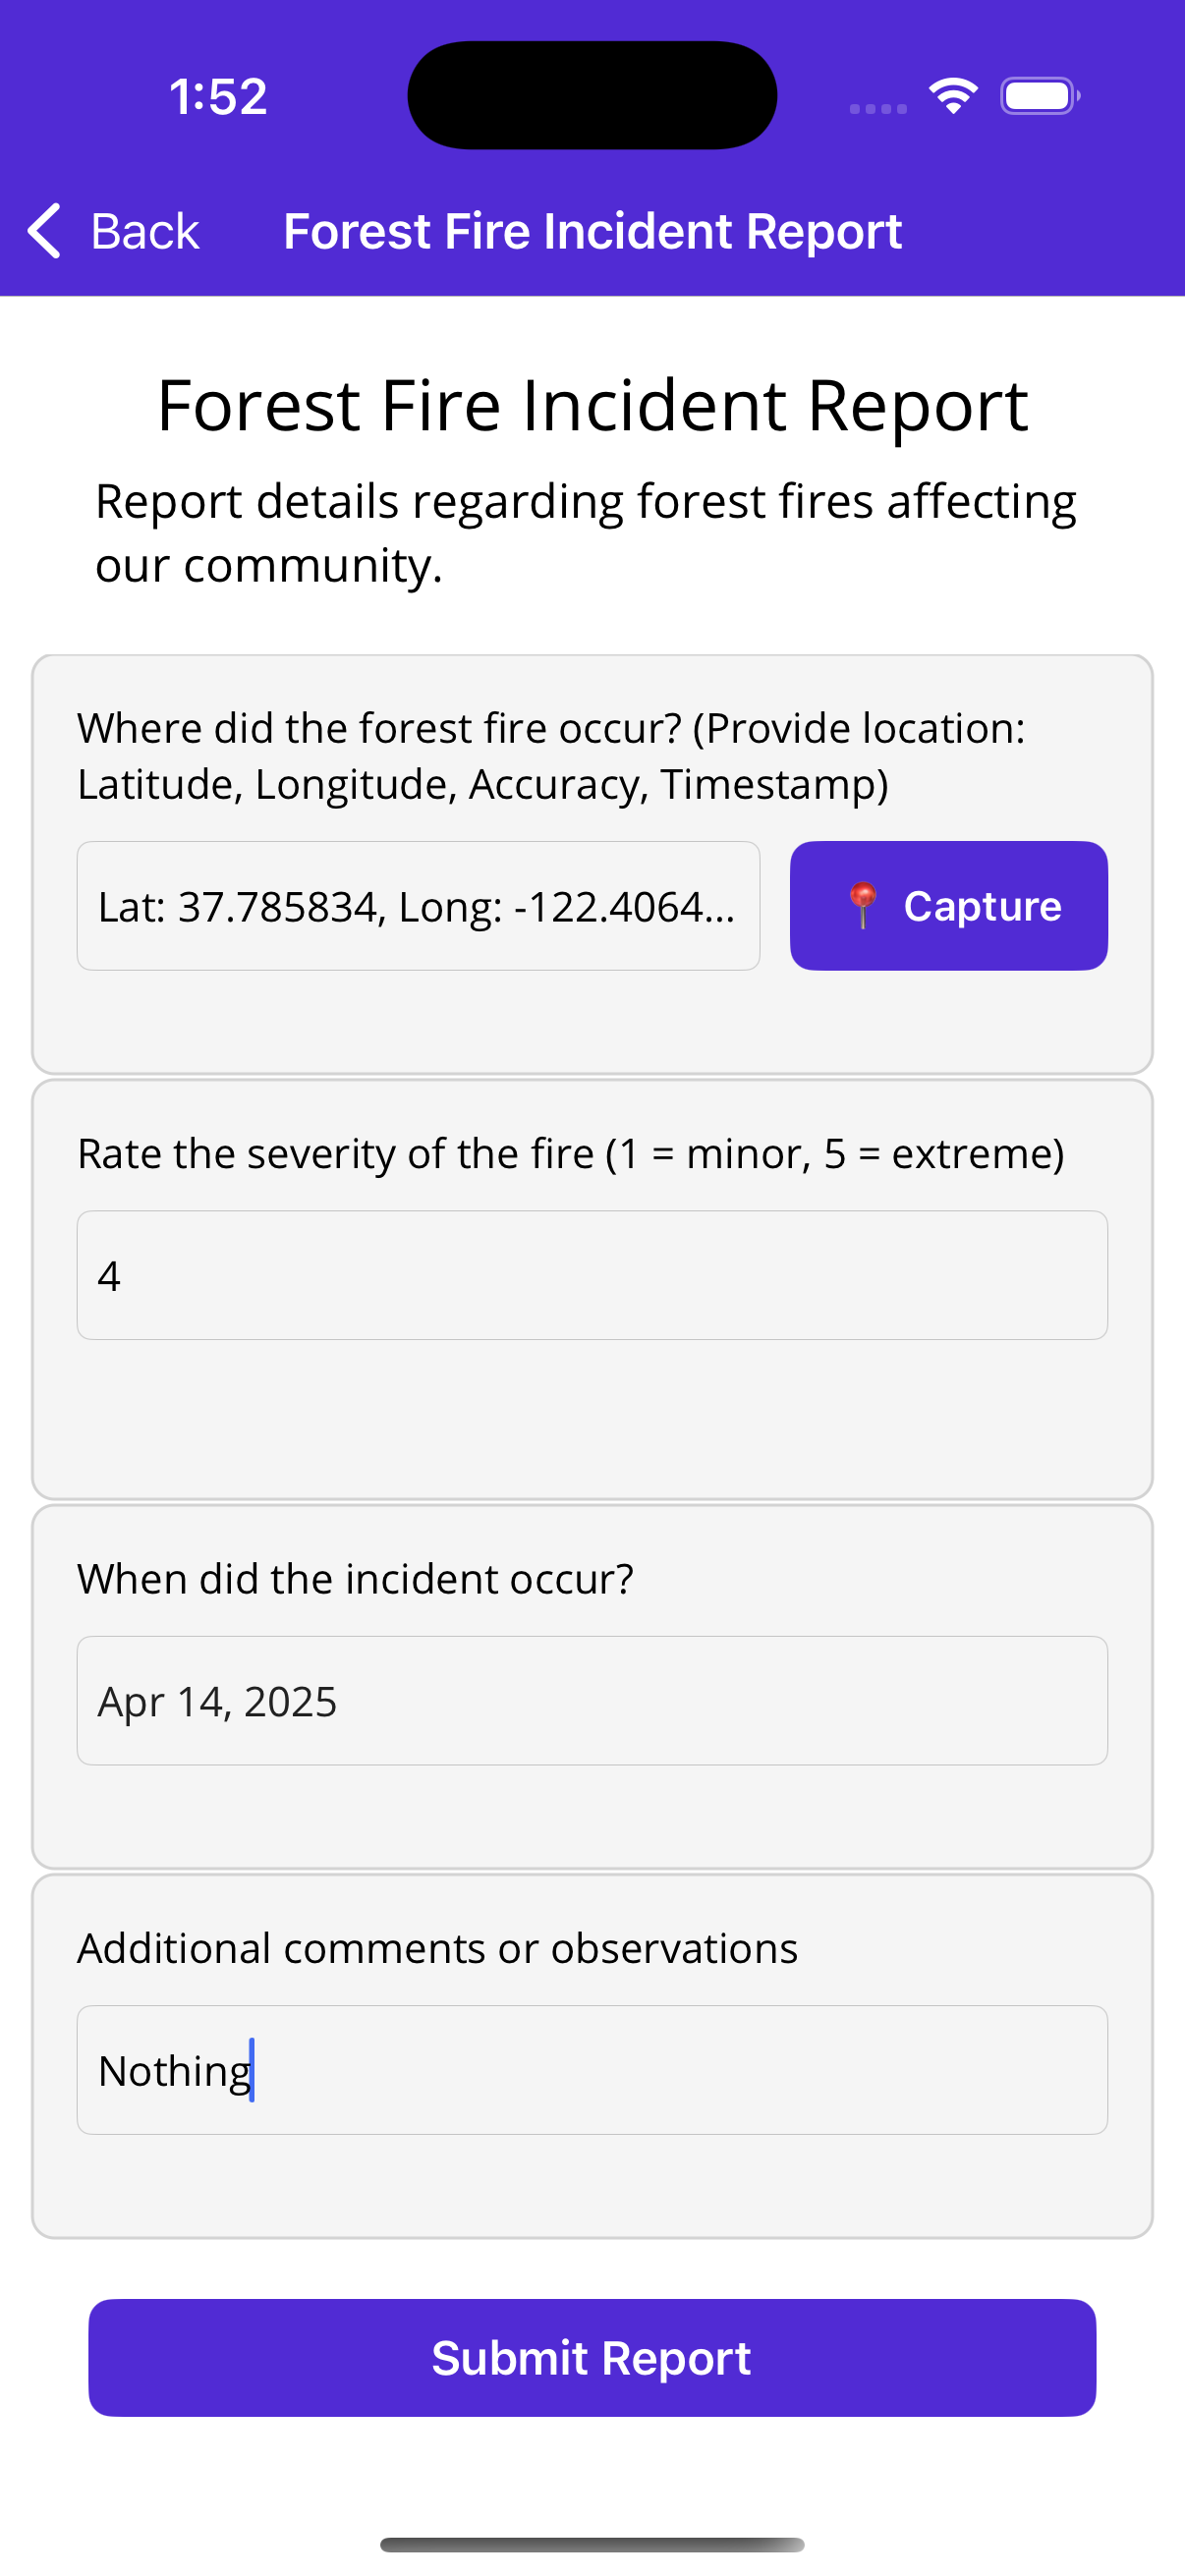 1:52
Back
Forest Fire Incident Report
Forest Fire Incident Report
Report details regarding forest fires affecting
our community.
Where did the forest fire occur? (Provide location:
Latitude, Longitude, Accuracy, Timestamp)
Lat: 37.785834, Long: -122.4064...
📍 Capture
Rate the severity of the fire (1 = minor, 5 = extreme)
4
When did the incident occur?
Apr 14, 2025
Additional comments or observations
Nothing
Submit Report